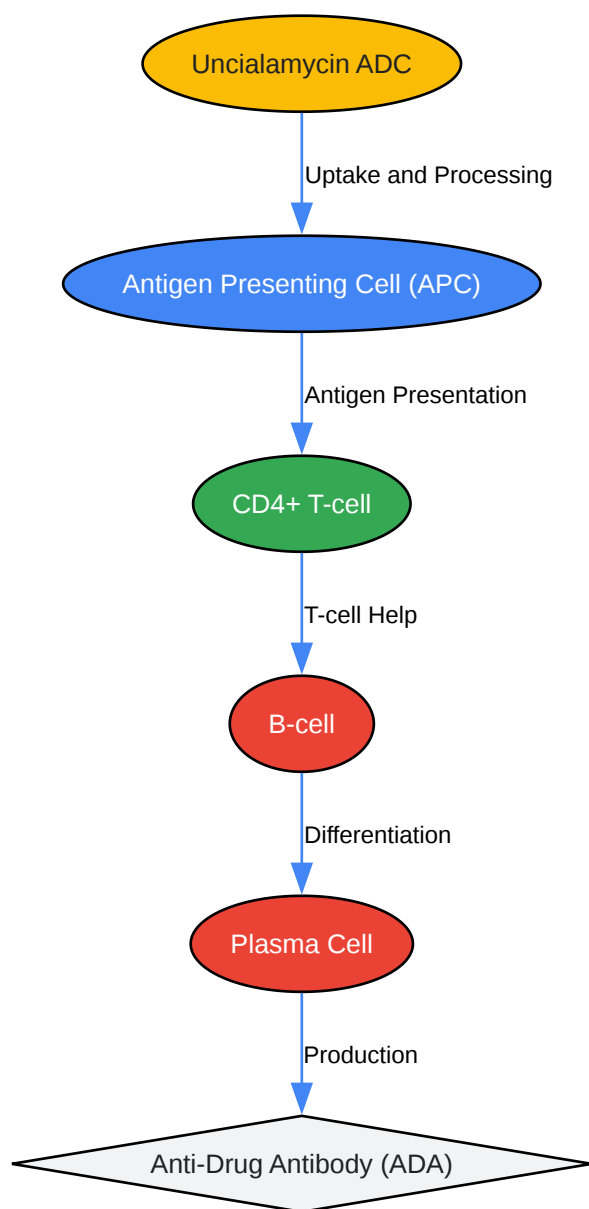 Uncialamycin ADC
Uptake and Processing
Antigen Presenting Cell (APC)
Antigen Presentation
CD4+ T-cell
T-cell Help
B-cell
Differentiation
Plasma Cell
Production
Anti-Drug Antibody (ADA)